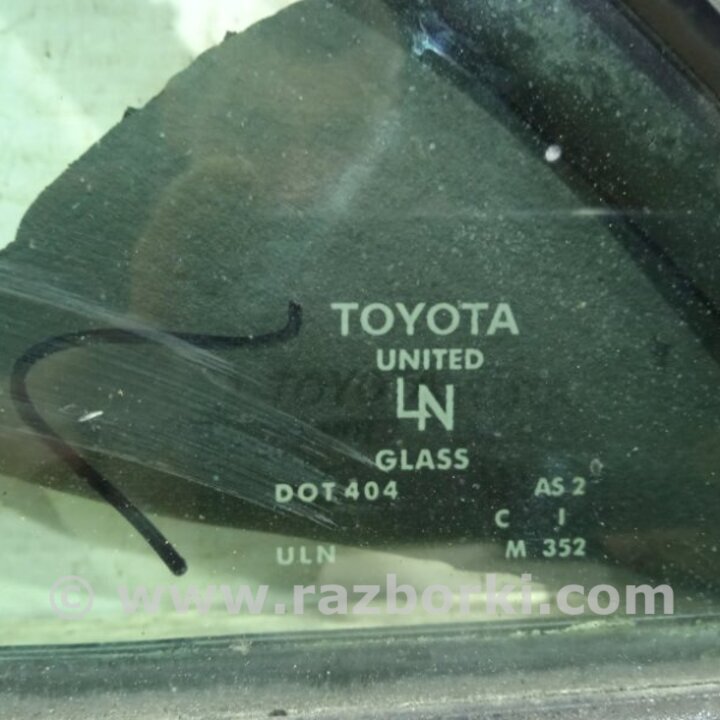 TOYOTA
UNITED
LN
GLASS
DOT 404 AS 2
C I
ULN M 352
© www.razborki.com